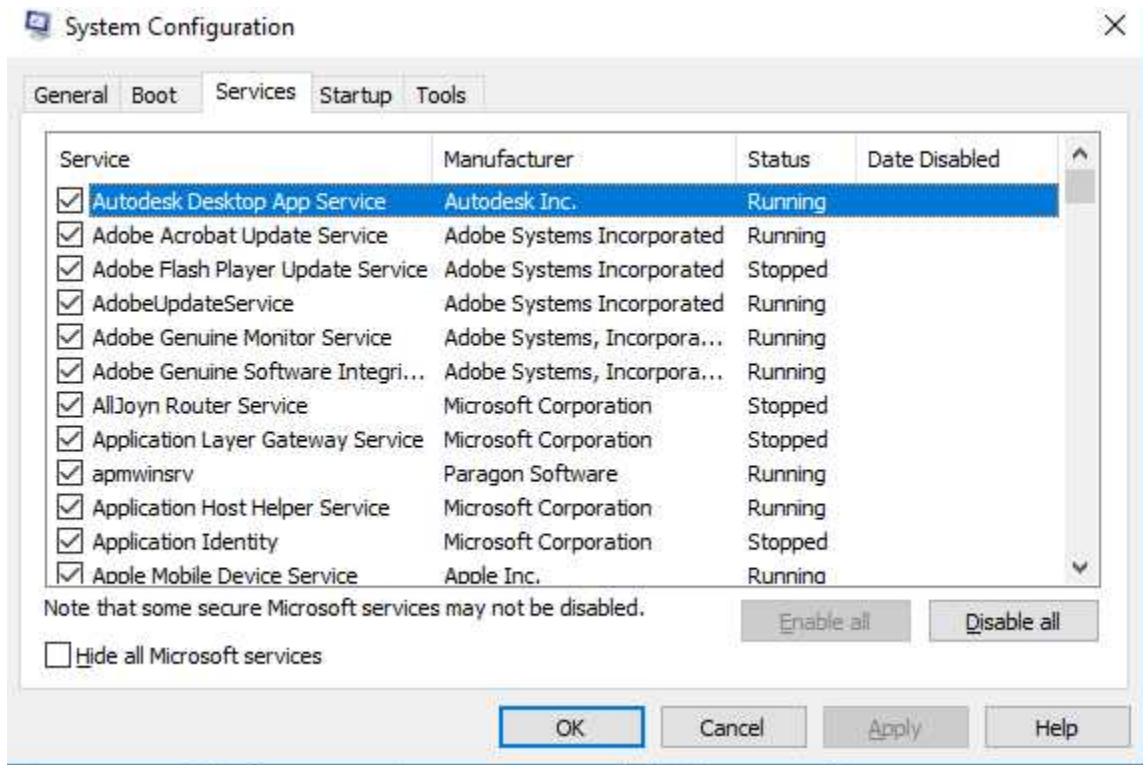 System Configuration
General Boot Services Startup Tools
Service Manufacturer Status Date Disabled
Autodesk Desktop App Service Autodesk Inc. Running
Adobe Acrobat Update Service Adobe Systems Incorporated Running
Adobe Flash Player Update Service Adobe Systems Incorporated Stopped
AdobeUpdateService Adobe Systems Incorporated Running
Adobe Genuine Monitor Service Adobe Systems, Incorpora... Running
Adobe Genuine Software Integri... Adobe Systems, Incorpora... Running
AllJoyn Router Service Microsoft Corporation Stopped
Application Layer Gateway Service Microsoft Corporation Stopped
apmwinsrv Paragon Software Running
Application Host Helper Service Microsoft Corporation Running
Application Identity Microsoft Corporation Stopped
Apple Mobile Device Service Apple Inc. Running
Note that some secure Microsoft services may not be disabled.
Enable all Disable all
Hide all Microsoft services
OK Cancel Apply Help